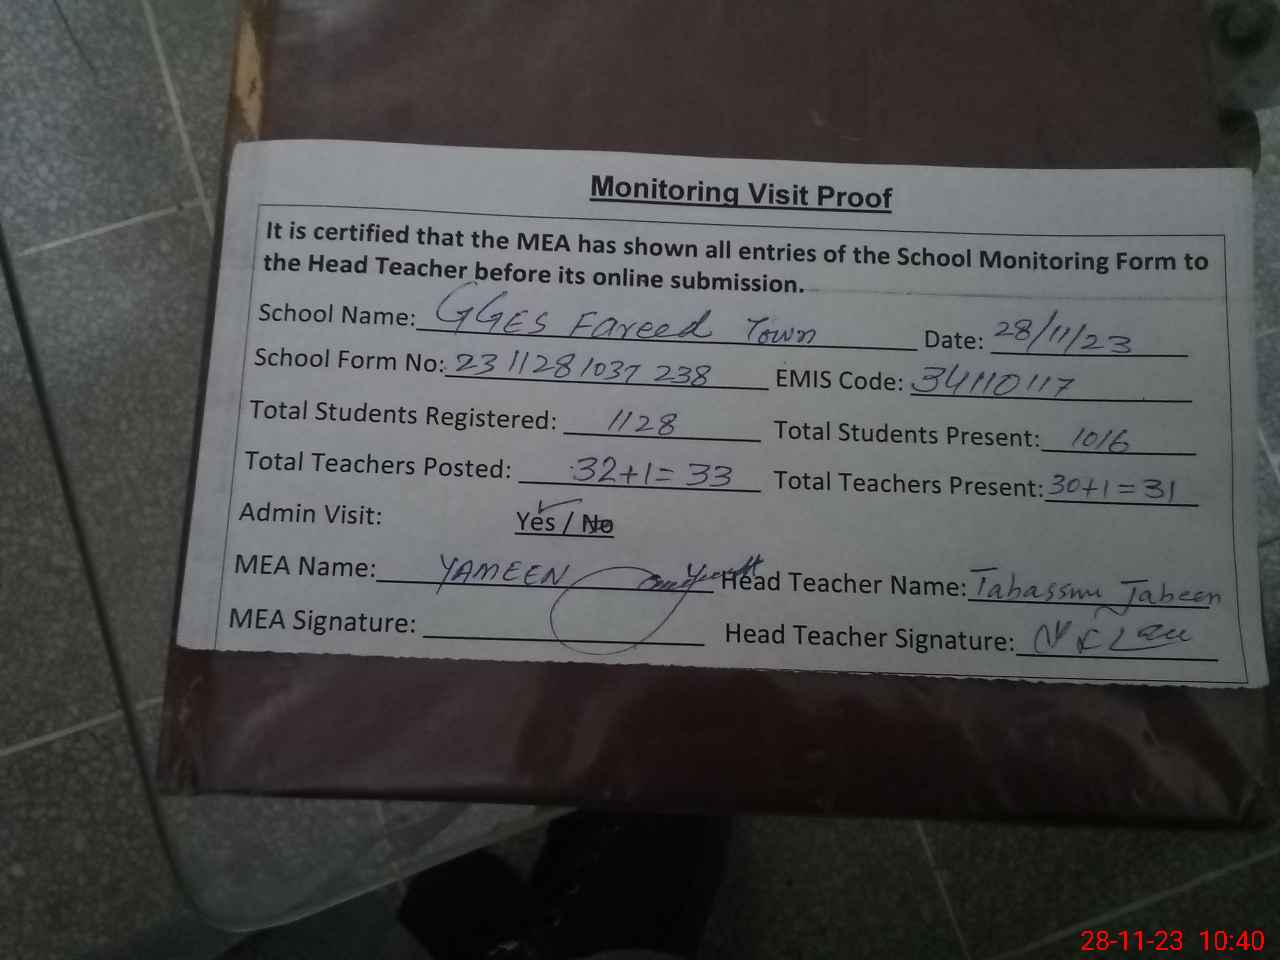 Monitoring Visit Proof
It is certified that the MEA has shown all entries of the School Monitoring Form to
the Head Teacher before its online submission.
School Name: GGES Fareed Town Date: 28/11/23
School Form No: 23 1128 1037 238 EMIS Code: 34110117
Total Students Registered: 1128 Total Students Present: 1016
Total Teachers Posted: 32+1=33 Total Teachers Present: 30+1=31
Admin Visit: Yes / No
MEA Name: YAMEEN Head Teacher Name: Tabassum Jabeen
MEA Signature: Head Teacher Signature:
28-11-23 10:40